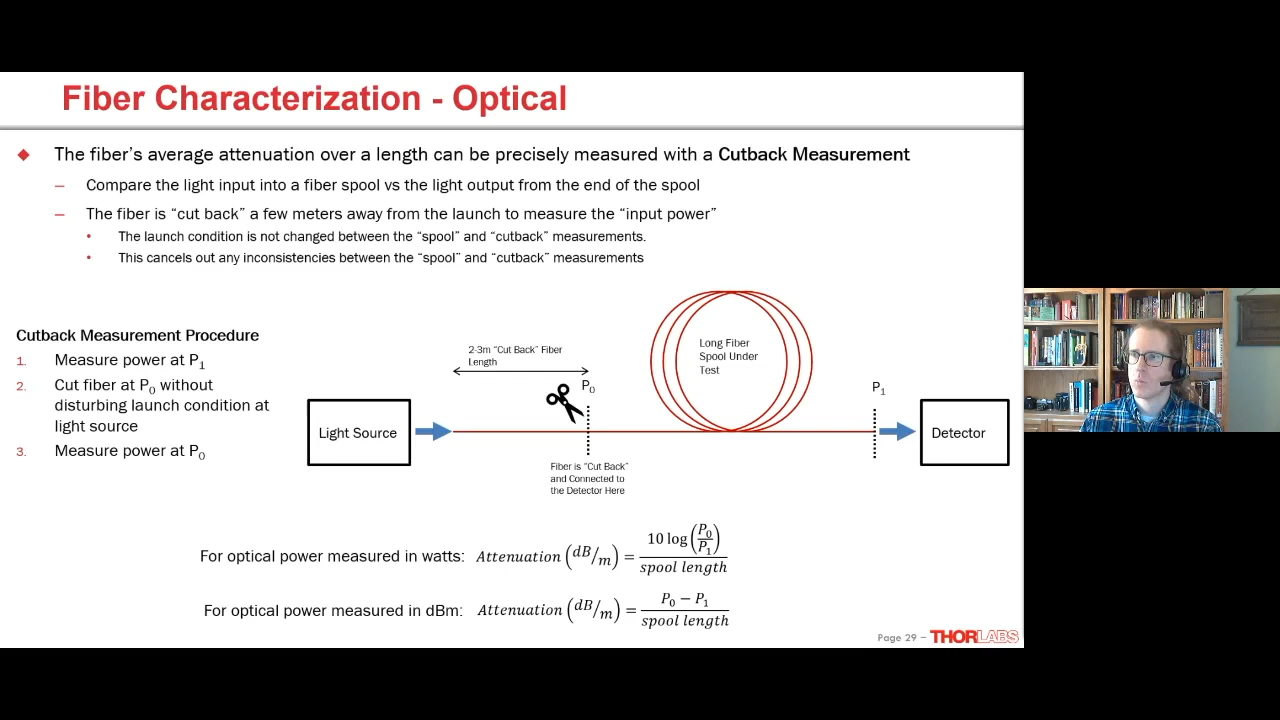 Fiber Characterization - Optical
◆ The fiber’s average attenuation over a length can be precisely measured with a Cutback Measurement
– Compare the light input into a fiber spool vs the light output from the end of the spool
– The fiber is “cut back” a few meters away from the launch to measure the “input power”
• The launch condition is not changed between the “spool” and “cutback” measurements.
• This cancels out any inconsistencies between the “spool” and “cutback” measurements
Cutback Measurement Procedure
1. Measure power at P₁
2. Cut fiber at P₀ without
disturbing launch condition at
light source
3. Measure power at P₀
2-3m “Cut Back” Fiber
Length
P₀
Long Fiber
Spool Under
Test
P₁
Light Source
Detector
Fiber is “Cut Back”
and Connected to
the Detector Here
For optical power measured in watts: Attenuation (dB/m) = 10 log(P₀/P₁) / spool length
For optical power measured in dBm: Attenuation (dB/m) = P₀ − P₁ / spool length
Page 29 – THORLABS